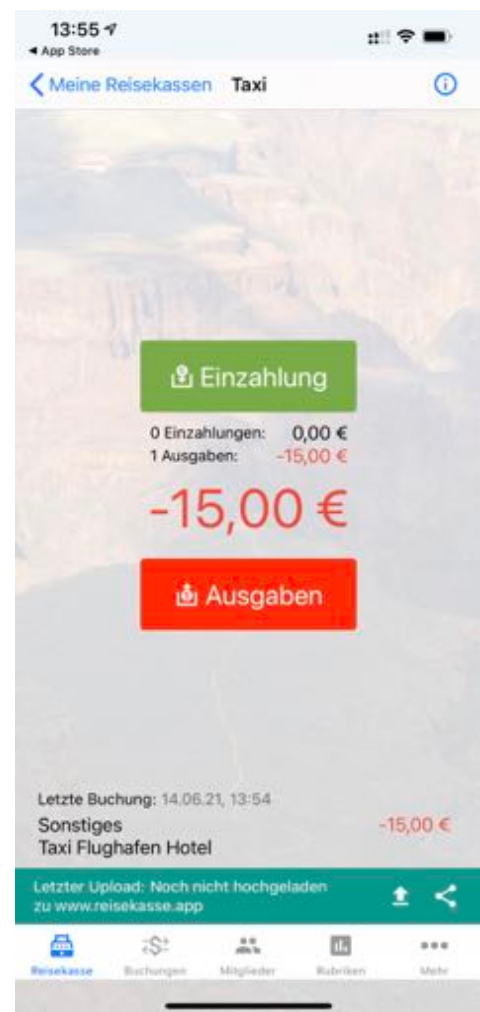 13:55
App Store
Meine Reisekassen Taxi
Einzahlung
0 Einzahlungen: 0,00 €
1 Ausgaben: -15,00 €
-15,00 €
Ausgaben
Letzte Buchung: 14.06.21, 13:54
Sonstiges -15,00 €
Taxi Flughafen Hotel
Letzter Upload: Noch nicht hochgeladen
zu www.reisekasse.app
Reisekasse Buchungen Mitglieder Rubriken Mehr